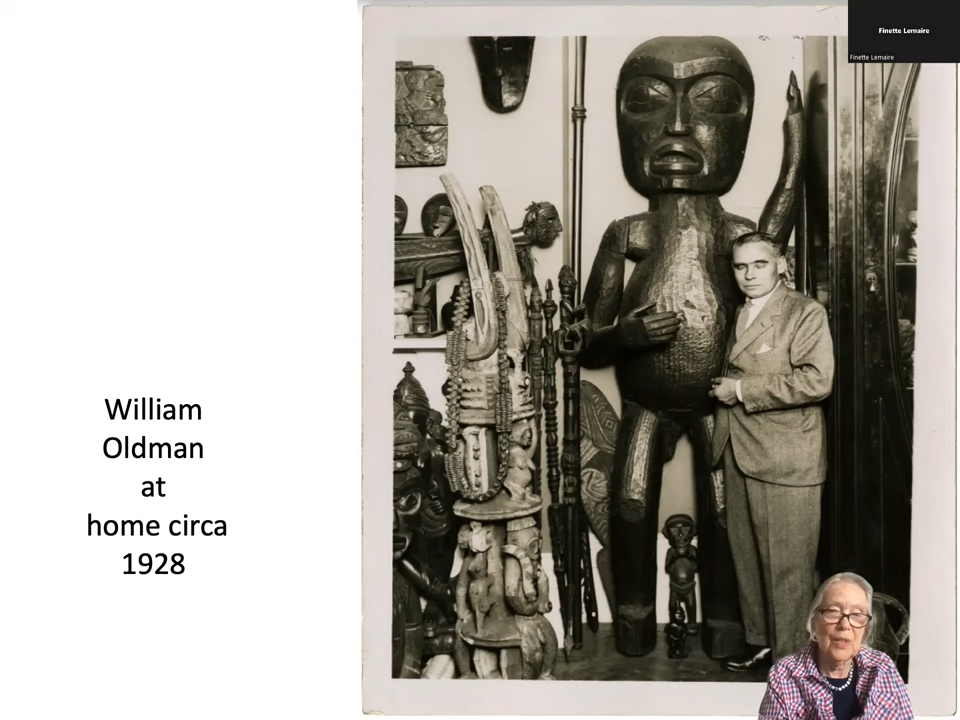 Finette Lemaire
Finette Lemaire
William
Oldman
at
home circa
1928